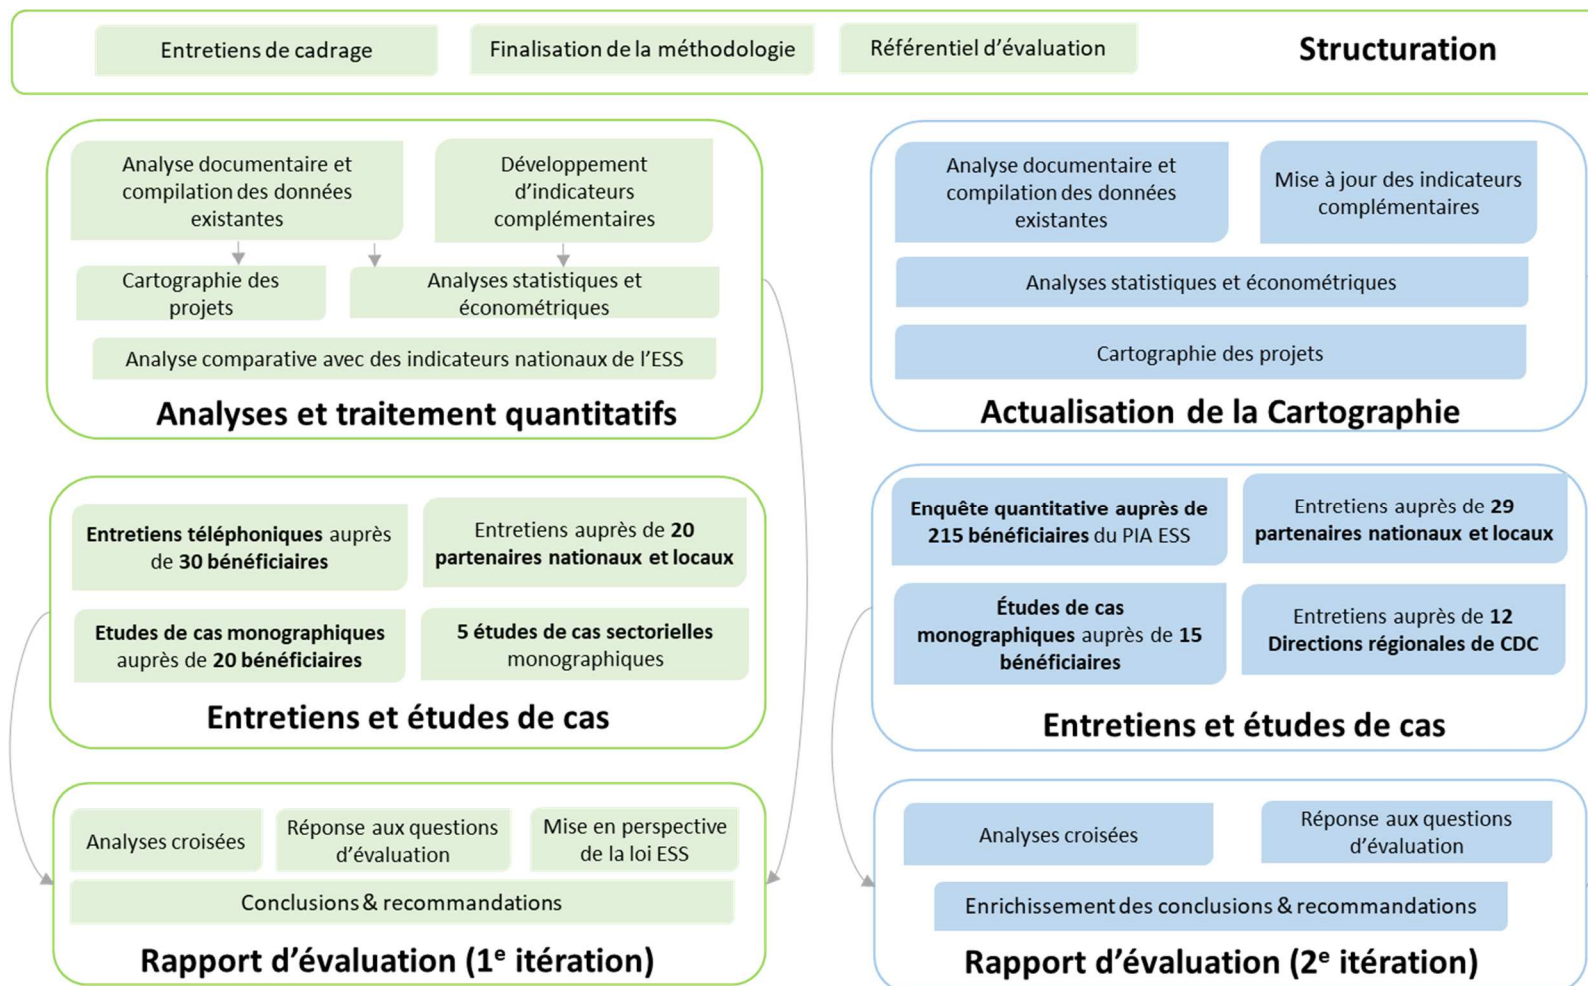 Entretiens de cadrage
Finalisation de la méthodologie
Référentiel d’évaluation
Structuration
Analyse documentaire et
compilation des données
existantes
Développement
d’indicateurs
complémentaires
Cartographie des
projets
Analyses statistiques et
économétriques
Analyse comparative avec des indicateurs nationaux de l’ESS
Analyses et traitement quantitatifs
Entretiens téléphoniques auprès
de 30 bénéficiaires
Entretiens auprès de 20
partenaires nationaux et locaux
Etudes de cas monographiques
auprès de 20 bénéficiaires
5 études de cas sectorielles
monographiques
Entretiens et études de cas
Analyses croisées
Réponse aux questions
d’évaluation
Mise en perspective
de la loi ESS
Conclusions & recommandations
Rapport d’évaluation (1e itération)
Analyse documentaire et
compilation des données
existantes
Mise à jour des indicateurs
complémentaires
Analyses statistiques et économétriques
Cartographie des projets
Actualisation de la Cartographie
Enquête quantitative auprès de
215 bénéficiaires du PIA ESS
Entretiens auprès de 29
partenaires nationaux et locaux
Études de cas
monographiques auprès de 15
bénéficiaires
Entretiens auprès de 12
Directions régionales de CDC
Entretiens et études de cas
Analyses croisées
Réponse aux questions
d’évaluation
Enrichissement des conclusions & recommandations
Rapport d’évaluation (2e itération)